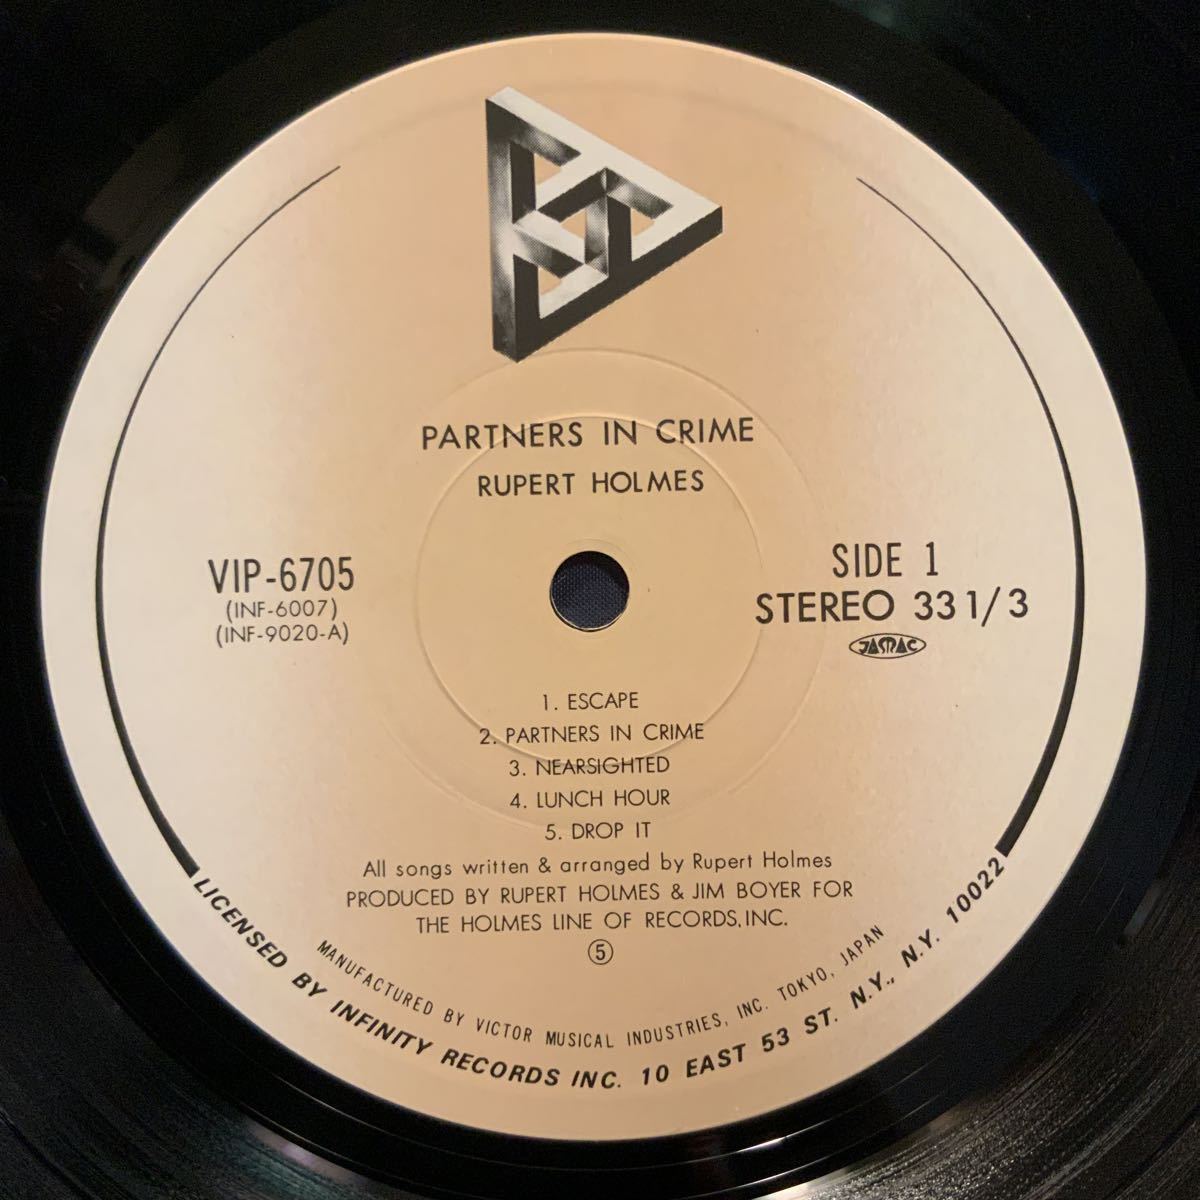 PARTNERS IN CRIME
RUPERT HOLMES
VIP-6705
(INF-6007)
(INF-9020-A)
SIDE 1
STEREO 33 1/3
JASRAC
1. ESCAPE
2. PARTNERS IN CRIME
3. NEARSIGHTED
4. LUNCH HOUR
5. DROP IT
All songs written & arranged by Rupert Holmes
PRODUCED BY RUPERT HOLMES & JIM BOYER FOR
THE HOLMES LINE OF RECORDS, INC.
⑤
MANUFACTURED BY VICTOR MUSICAL INDUSTRIES, INC. TOKYO, JAPAN
LICENSED BY INFINITY RECORDS INC. 10 EAST 53 ST. N.Y., N.Y. 10022